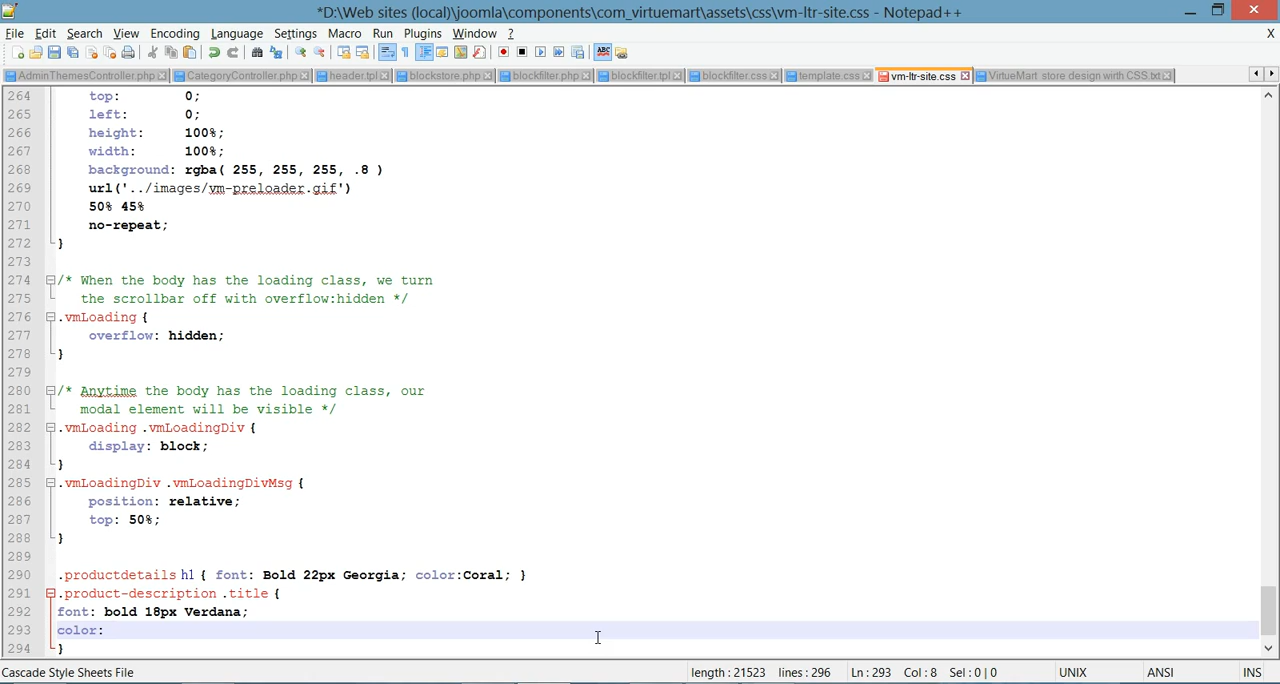 *D:\Web sites (local)\joomla\components\com_virtuemart\assets\css\vm-ltr-site.css - Notepad++
File Edit Search View Encoding Language Settings Macro Run Plugins Window ? X
AdminThemesController.php CategoryController.php header.tpl blockstore.php blockfilter.php blockfilter.tpl blockfilter.css template.css vm-ltr-site.css VirtueMart store design wirth CSS.txt
264 top: 0;
265 left: 0;
266 height: 100%;
267 width: 100%;
268 background: rgba( 255, 255, 255, .8 )
269 url('../images/vm-preloader.gif')
270 50% 45%
271 no-repeat;
272 }
273
274 /* When the body has the loading class, we turn
275 the scrollbar off with overflow:hidden */
276 .vmLoading {
277 overflow: hidden;
278 }
279
280 /* Anytime the body has the loading class, our
281 modal element will be visible */
282 .vmLoading .vmLoadingDiv {
283 display: block;
284 }
285 .vmLoadingDiv .vmLoadingDivMsg {
286 position: relative;
287 top: 50%;
288 }
289
290 .productdetails h1 { font: Bold 22px Georgia; color:Coral; }
291 .product-description .title {
292 font: bold 18px Verdana;
293 color:
294 }
Cascade Style Sheets File length : 21523 lines : 296 Ln : 293 Col : 8 Sel : 0 | 0 UNIX ANSI INS